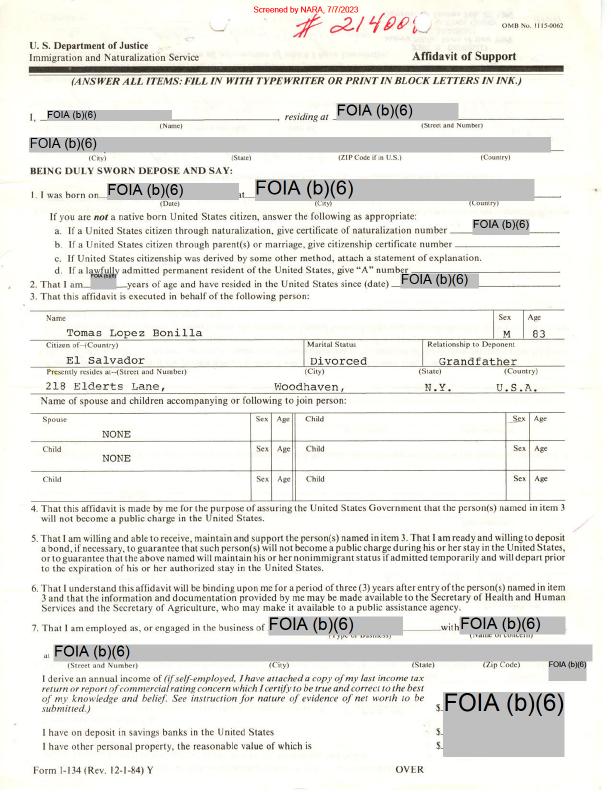 Screened by NARA, 7/7/2023
# 214008
OMB No. 1115-0062
U. S. Department of Justice
Immigration and Naturalization Service
Affidavit of Support
(ANSWER ALL ITEMS: FILL IN WITH TYPEWRITER OR PRINT IN BLOCK LETTERS IN INK.)
I, FOIA (b)(6) , residing at FOIA (b)(6)
(Name) (Street and Number)
FOIA (b)(6)
(City) (State) (ZIP Code if in U.S.) (Country)
BEING DULY SWORN DEPOSE AND SAY:
1. I was born on FOIA (b)(6) at FOIA (b)(6)
(Date) (City) (Country)
If you are not a native born United States citizen, answer the following as appropriate:
a. If a United States citizen through naturalization, give certificate of naturalization number FOIA (b)(6)
b. If a United States citizen through parent(s) or marriage, give citizenship certificate number
c. If United States citizenship was derived by some other method, attach a statement of explanation.
d. If a lawfully admitted permanent resident of the United States, give "A" number
2. That I am FOIA (b)(6) years of age and have resided in the United States since (date) FOIA (b)(6)
3. That this affidavit is executed in behalf of the following person:
Name Sex Age
Tomas Lopez Bonilla M 83
Citizen of—(Country) Marital Status Relationship to Deponent
El Salvador Divorced Grandfather
Presently resides at—(Street and Number) (City) (State) (Country)
218 Elderts Lane, Woodhaven, N.Y. U.S.A.
Name of spouse and children accompanying or following to join person:
Spouse Sex Age Child Sex Age
NONE
Child Sex Age Child Sex Age
NONE
Child Sex Age Child Sex Age
4. That this affidavit is made by me for the purpose of assuring the United States Government that the person(s) named in item 3
will not become a public charge in the United States.
5. That I am willing and able to receive, maintain and support the person(s) named in item 3. That I am ready and willing to deposit
a bond, if necessary, to guarantee that such person(s) will not become a public charge during his or her stay in the United States,
or to guarantee that the above named will maintain his or her nonimmigrant status if admitted temporarily and will depart prior
to the expiration of his or her authorized stay in the United States.
6. That I understand this affidavit will be binding upon me for a period of three (3) years after entry of the person(s) named in item
3 and that the information and documentation provided by me may be made available to the Secretary of Health and Human
Services and the Secretary of Agriculture, who may make it available to a public assistance agency.
7. That I am employed as, or engaged in the business of FOIA (b)(6) with FOIA (b)(6)
(Type of Business) (Name of concern)
at FOIA (b)(6)
(Street and Number) (City) (State) (Zip Code) FOIA (b)(6)
I derive an annual income of (if self-employed, I have attached a copy of my last income tax
return or report of commercial rating concern which I certify to be true and correct to the best
of my knowledge and belief. See instruction for nature of evidence of net worth to be
submitted.) $ FOIA (b)(6)
I have on deposit in savings banks in the United States $
I have other personal property, the reasonable value of which is $
Form I-134 (Rev. 12-1-84) Y OVER